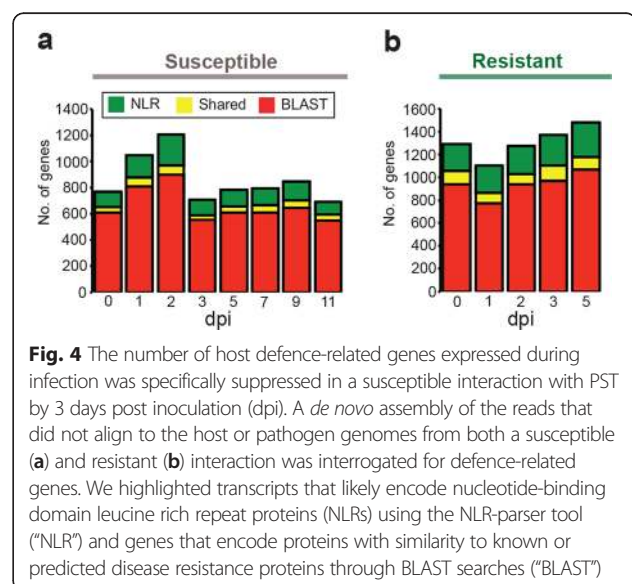 a
Susceptible
NLR Shared BLAST
No. of genes
1400
1200
1000
800
600
400
200
0
0 1 2 3 5 7 9 11
dpi
b
Resistant
No. of genes
1600
1400
1200
1000
800
600
400
200
0
0 1 2 3 5
dpi
Fig. 4 The number of host defence-related genes expressed during
infection was specifically suppressed in a susceptible interaction with PST
by 3 days post inoculation (dpi). A de novo assembly of the reads that
did not align to the host or pathogen genomes from both a susceptible
(a) and resistant (b) interaction was interrogated for defence-related
genes. We highlighted transcripts that likely encode nucleotide-binding
domain leucine rich repeat proteins (NLRs) using the NLR-parser tool
(“NLR”) and genes that encode proteins with similarity to known or
predicted disease resistance proteins through BLAST searches (“BLAST”)